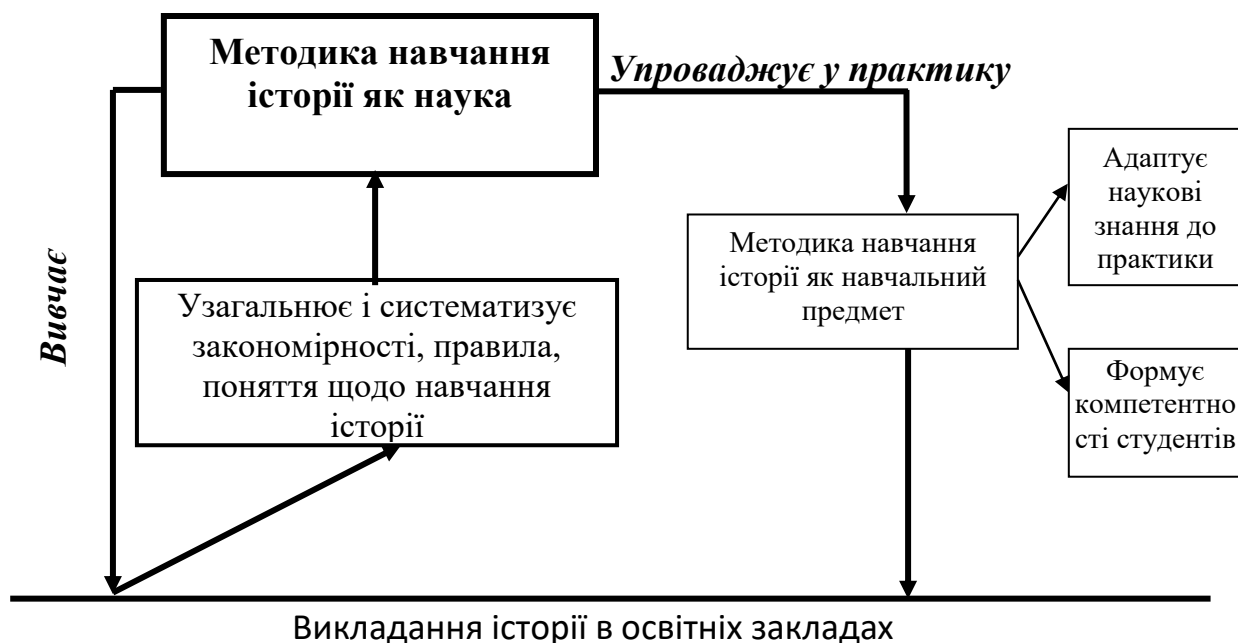 Методика навчання
історії як наука
Упроваджує у практику
Вивчає
Адаптує
наукові
знання до
практики
Методика навчання
історії як навчальний
предмет
Узагальнює і систематизує
закономірності, правила,
поняття щодо навчання
історії
Формує
компетентно
сті студентів
Викладання історії в освітніх закладах